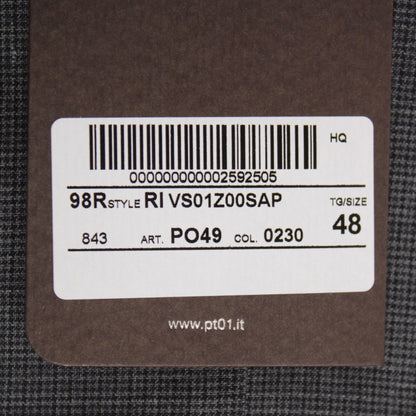 HQ
000000000002592505
98R STYLE RI VS01Z00SAP TG/SIZE
843 ART. PO49 COL. 0230 48
www.pt01.it